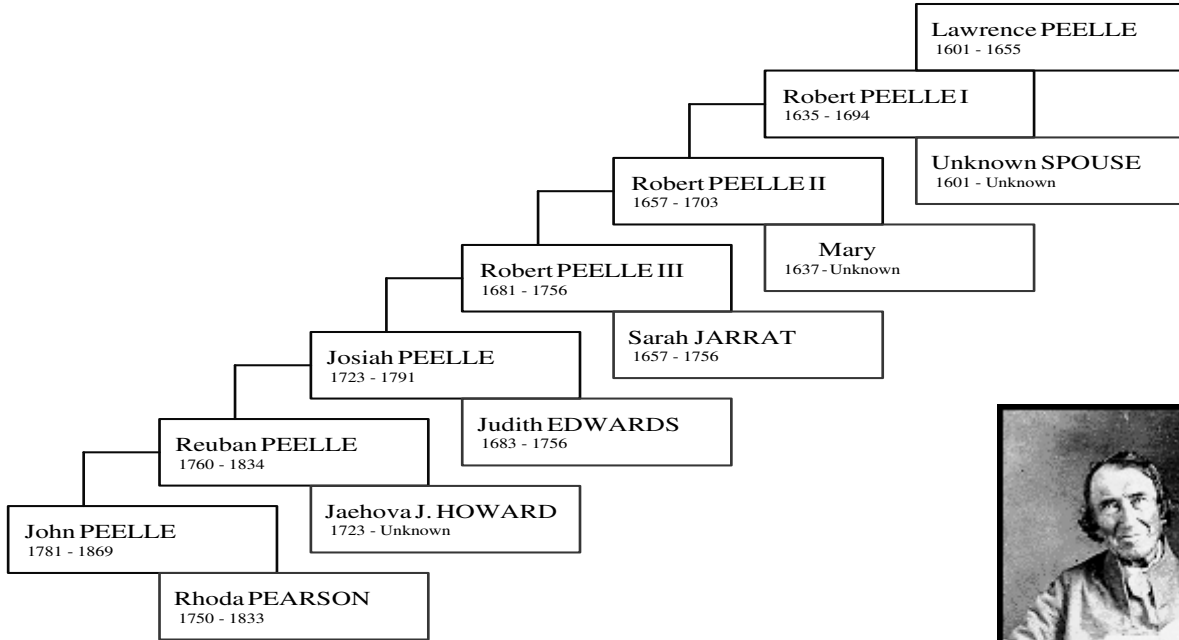 Lawrence PEELLE
1601 - 1655
Robert PEELLE I
1635 - 1694
Unknown SPOUSE
1601 - Unknown
Robert PEELLE II
1657 - 1703
Mary
1637 - Unknown
Robert PEELLE III
1681 - 1756
Sarah JARRAT
1657 - 1756
Josiah PEELLE
1723 - 1791
Judith EDWARDS
1683 - 1756
Reuban PEELLE
1760 - 1834
Jaehova J. HOWARD
1723 - Unknown
John PEELLE
1781 - 1869
Rhoda PEARSON
1750 - 1833